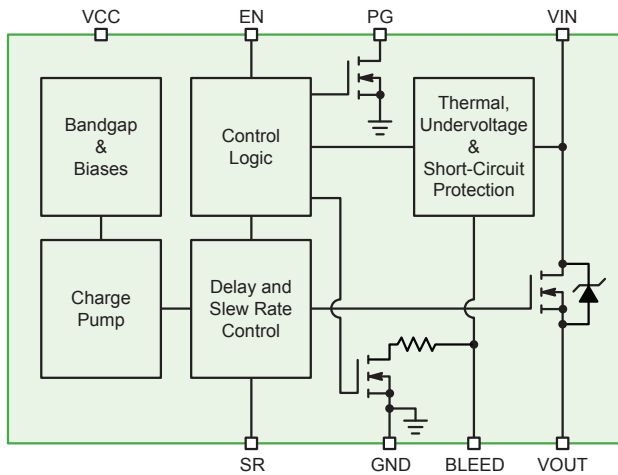 VCC
EN
PG
VIN
Bandgap
&
Biases
Control
Logic
Thermal,
Undervoltage
&
Short-Circuit
Protection
Charge
Pump
Delay and
Slew Rate
Control
SR
GND
BLEED
VOUT